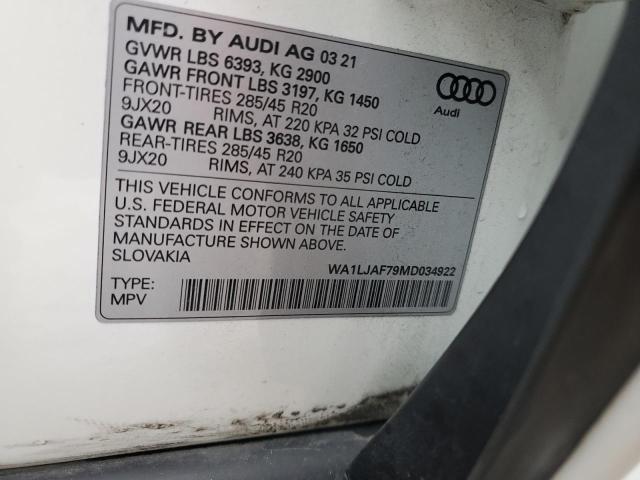 MFD. BY AUDI AG 03 21
GVWR LBS 6393, KG 2900
GAWR FRONT LBS 3197, KG 1450
FRONT-TIRES 285/45 R20
9JX20 RIMS, AT 220 KPA 32 PSI COLD
GAWR REAR LBS 3638, KG 1650
REAR-TIRES 285/45 R20
9JX20 RIMS, AT 240 KPA 35 PSI COLD
Audi
THIS VEHICLE CONFORMS TO ALL APPLICABLE
U.S. FEDERAL MOTOR VEHICLE SAFETY
STANDARDS IN EFFECT ON THE DATE OF
MANUFACTURE SHOWN ABOVE.
SLOVAKIA
WA1LJAF79MD034922
TYPE:
MPV